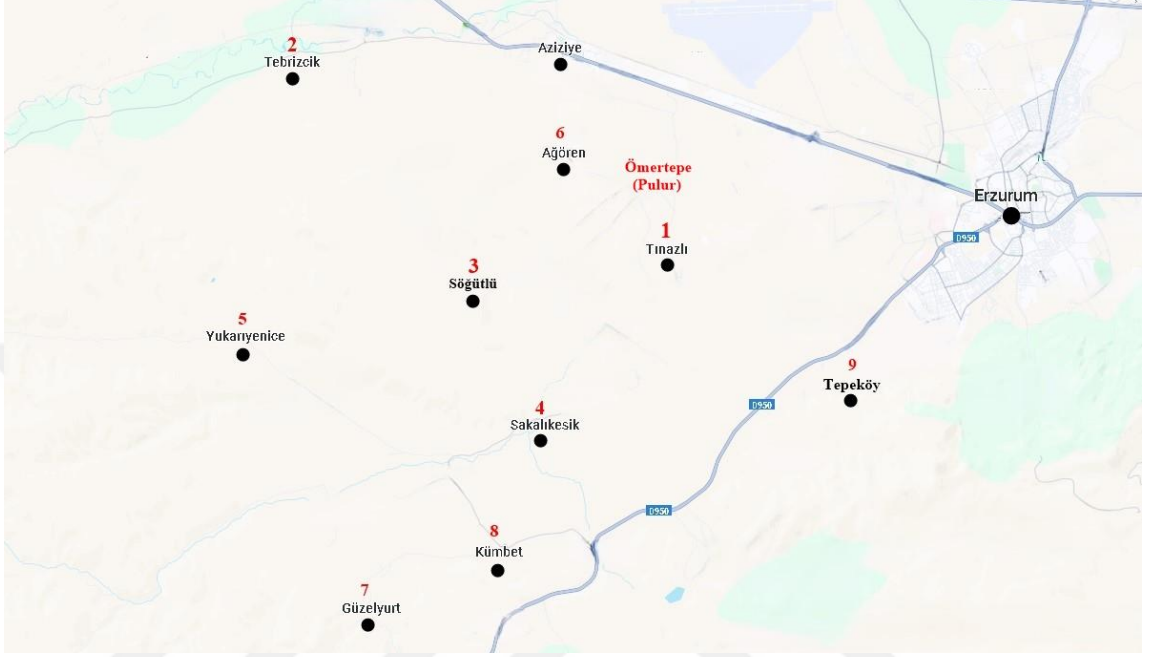 2
Tebrizcik
Aziziye
6
Ağören
Ömertepe
(Pulur)
Erzurum
D950
1
Tınazlı
3
Söğütlü
5
Yukarıyenice
9
Tepeköy
D950
4
Sakalıkesik
D950
8
Kümbet
7
Güzelyurt